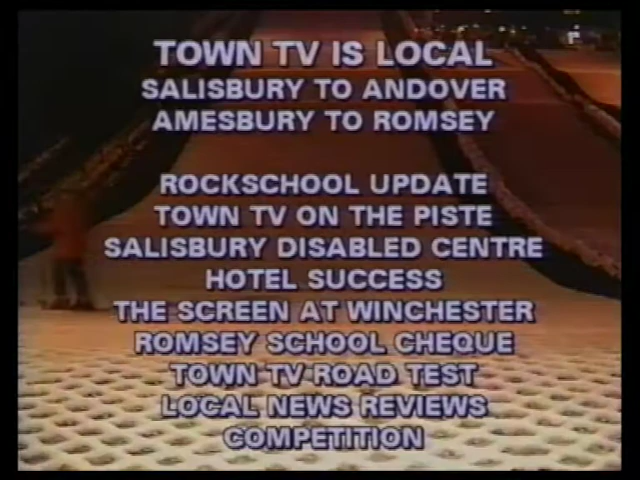 TOWN TV IS LOCAL
SALISBURY TO ANDOVER
AMESBURY TO ROMSEY
ROCKSCHOOL UPDATE
TOWN TV ON THE PISTE
SALISBURY DISABLED CENTRE
HOTEL SUCCESS
THE SCREEN AT WINCHESTER
ROMSEY SCHOOL CHEQUE
TOWN TV ROAD TEST
LOCAL NEWS REVIEWS
COMPETITION